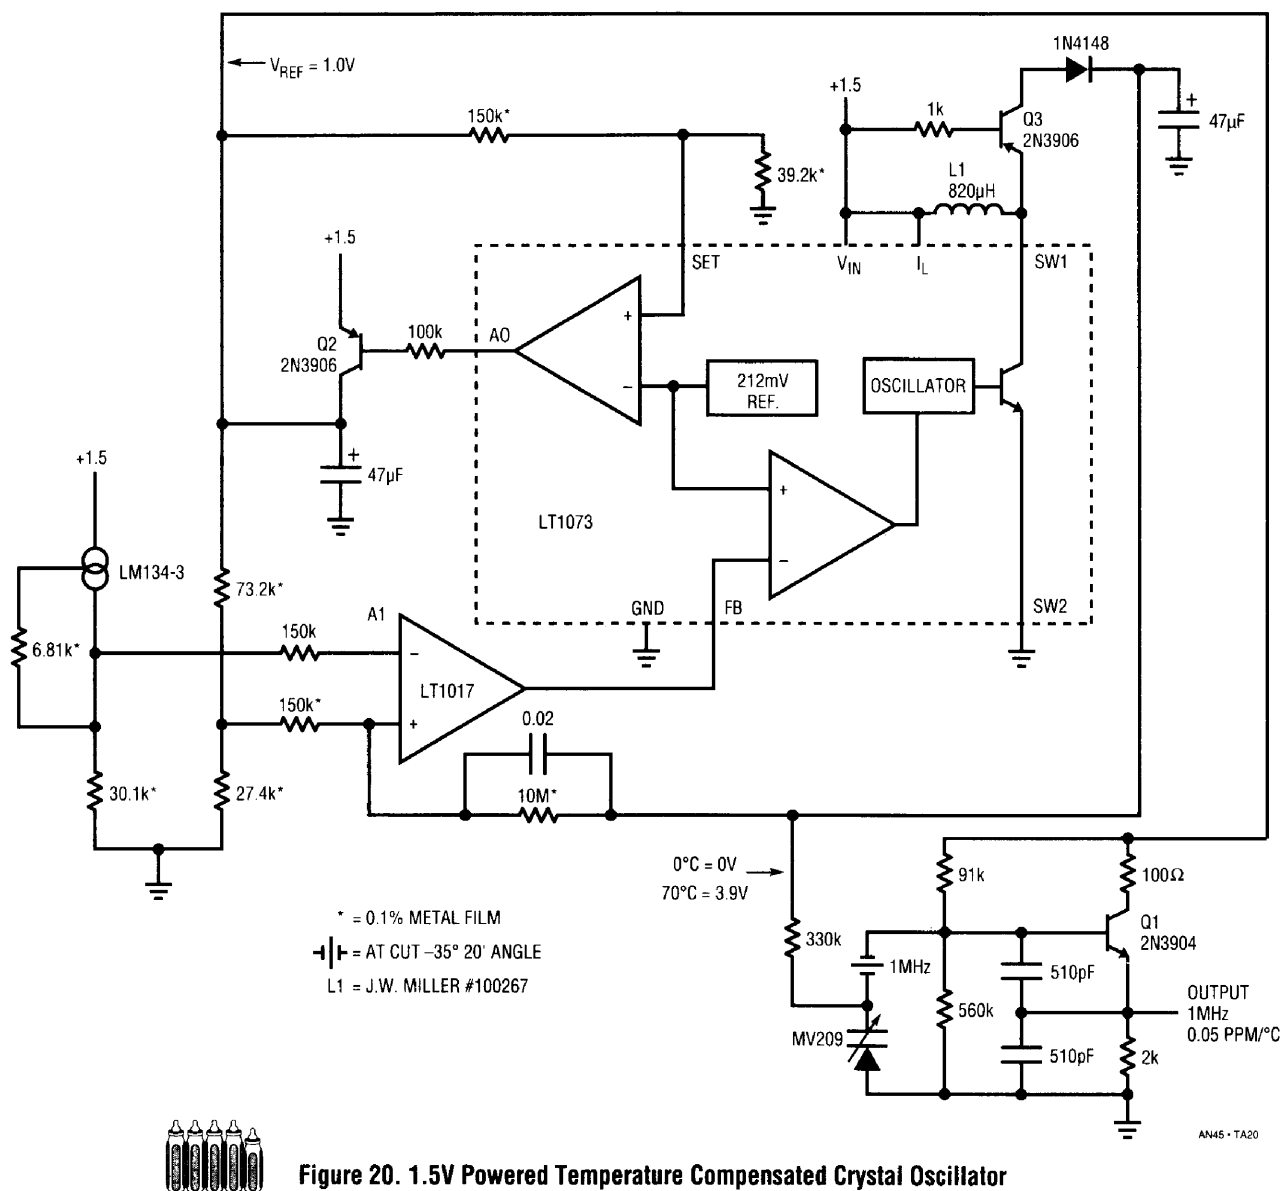 V_REF = 1.0V
1N4148
+1.5
150k*
1k
Q3
2N3906
+
47µF
39.2k*
L1
820µH
+1.5
SET
V_IN
I_L
SW1
Q2
2N3906
100k
AO
+
−
212mV
REF.
OSCILLATOR
+1.5
+
47µF
LT1073
+
−
LM134-3
73.2k*
GND
FB
SW2
A1
6.81k*
150k
−
LT1017
150k*
+
0.02
30.1k*
27.4k*
10M*
0°C = 0V
70°C = 3.9V
91k
100Ω
* = 0.1% METAL FILM
= AT CUT –35° 20' ANGLE
L1 = J.W. MILLER #100267
330k
1MHz
Q1
2N3904
510pF
560k
OUTPUT
1MHz
0.05 PPM/°C
MV209
510pF
2k
AN45 • TA20
Figure 20. 1.5V Powered Temperature Compensated Crystal Oscillator